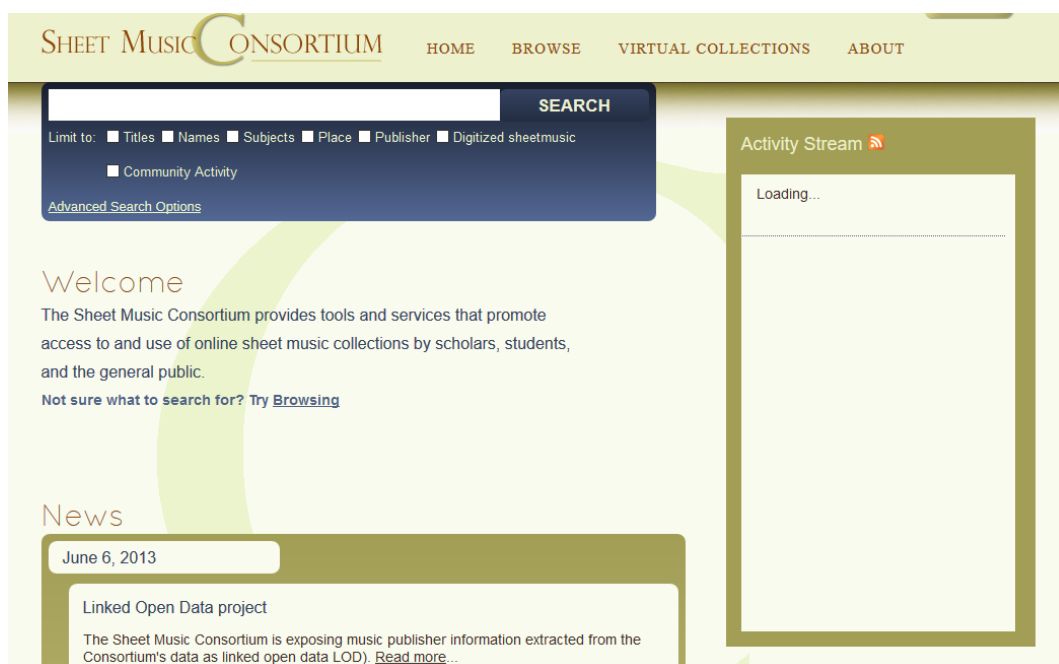 SHEET MUSIC CONSORTIUM
HOME BROWSE VIRTUAL COLLECTIONS ABOUT
SEARCH
Limit to: Titles Names Subjects Place Publisher Digitized sheetmusic
Community Activity
Advanced Search Options
Activity Stream
Loading...
Welcome
The Sheet Music Consortium provides tools and services that promote
access to and use of online sheet music collections by scholars, students,
and the general public.
Not sure what to search for? Try Browsing
News
June 6, 2013
Linked Open Data project
The Sheet Music Consortium is exposing music publisher information extracted from the
Consortium's data as linked open data LOD). Read more...